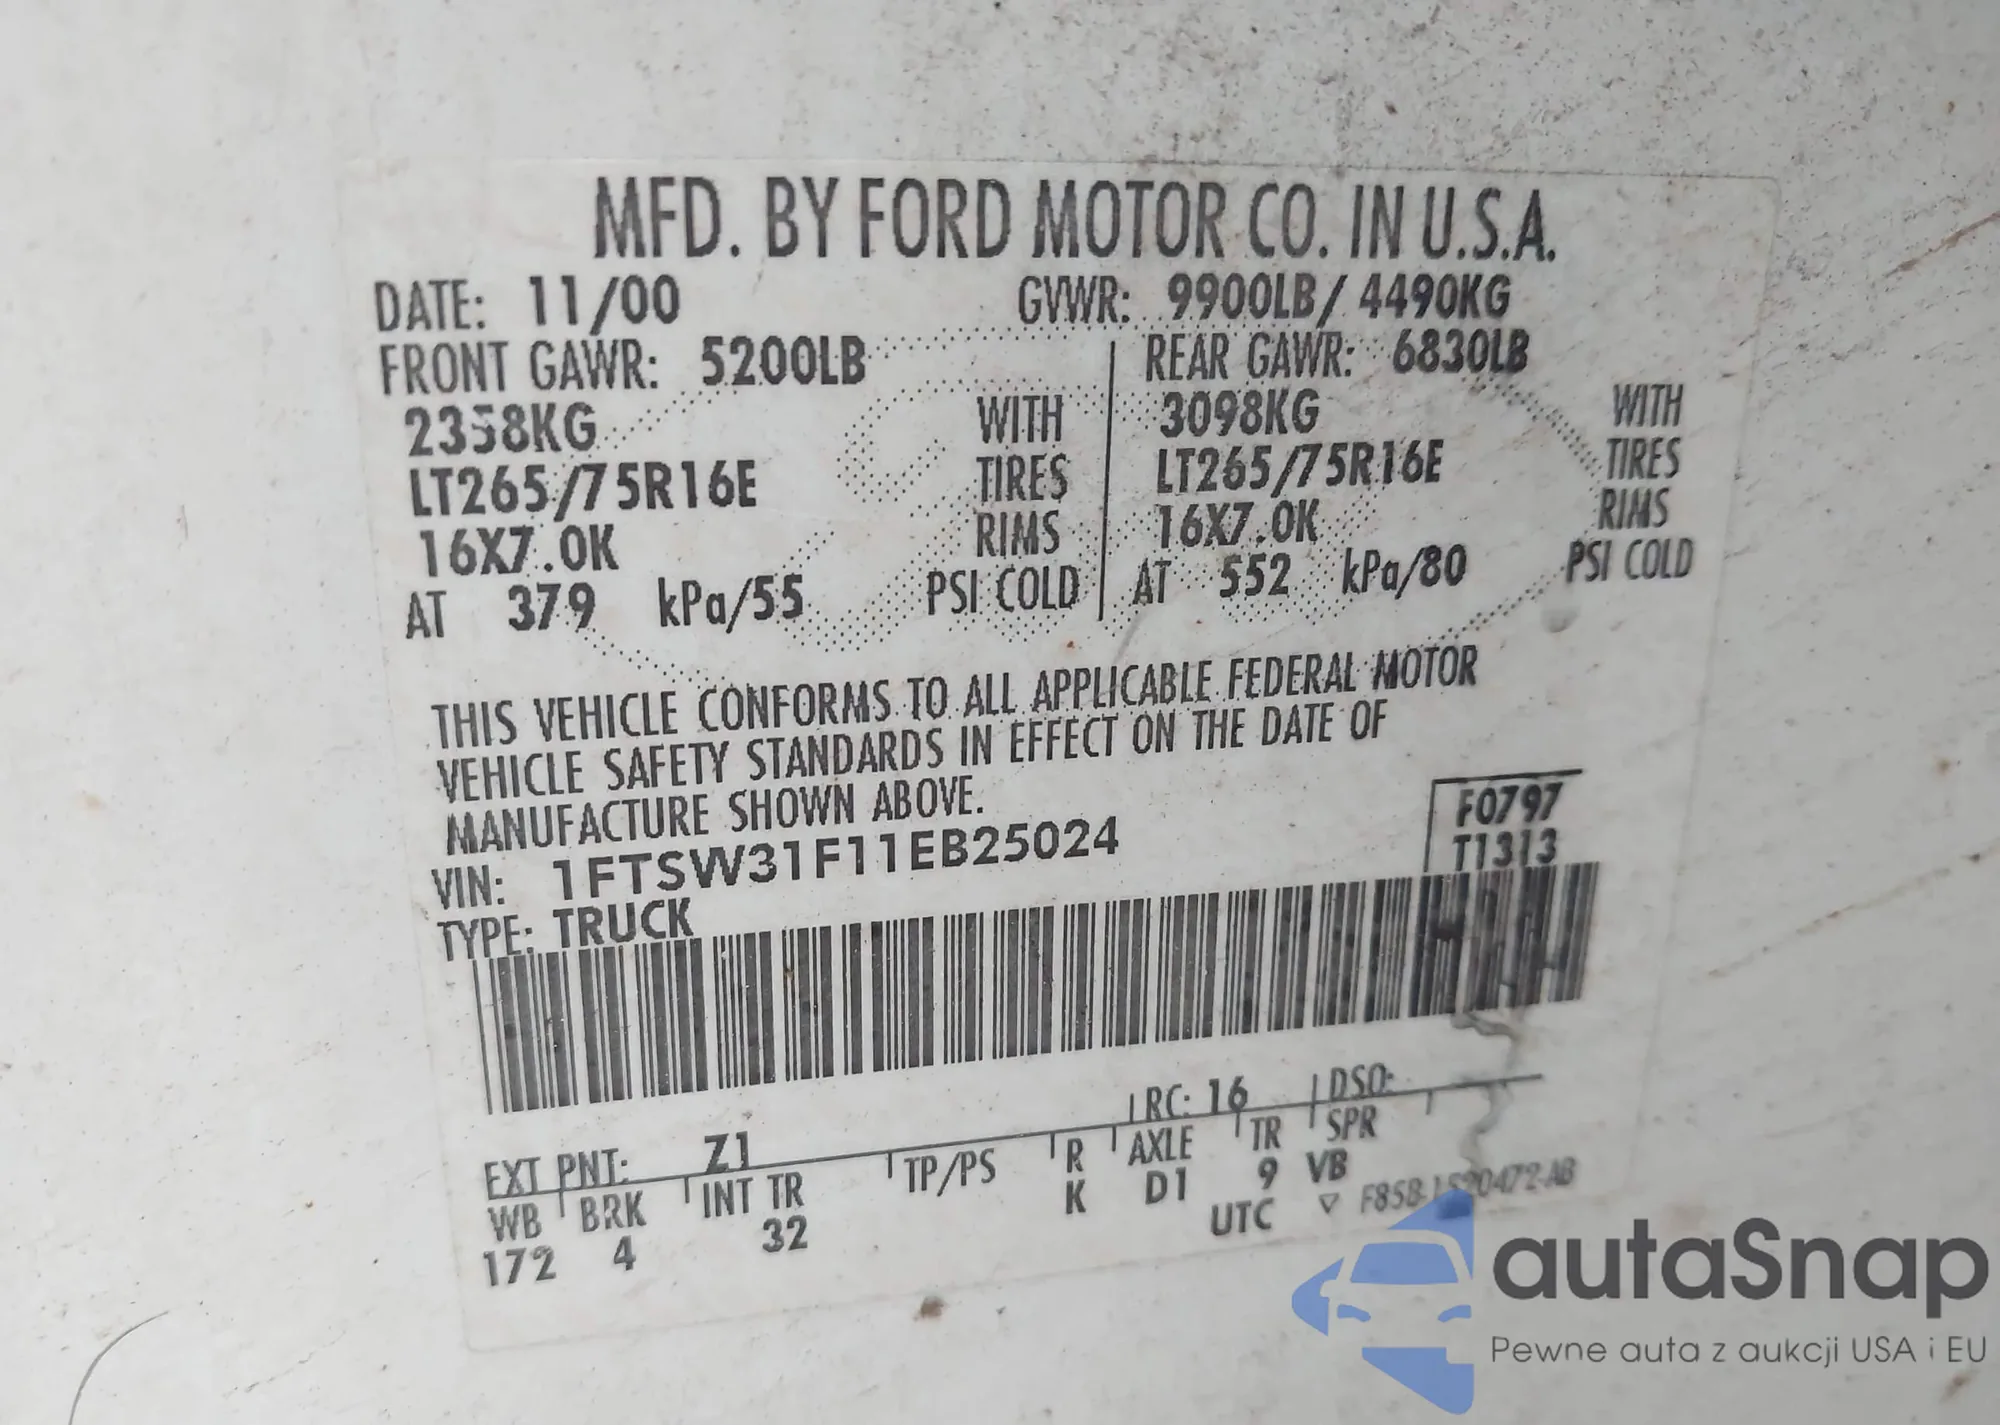 MFD. BY FORD MOTOR CO. IN U.S.A.
DATE: 11/00 GVWR: 9900LB/ 4490KG
FRONT GAWR: 5200LB REAR GAWR: 6830LB
2358KG WITH 3098KG WITH
LT265/75R16E TIRES LT265/75R16E TIRES
16X7.0K RIMS 16X7.0K RIMS
AT 379 kPa/55 PSI COLD AT 552 kPa/80 PSI COLD
THIS VEHICLE CONFORMS TO ALL APPLICABLE FEDERAL MOTOR
VEHICLE SAFETY STANDARDS IN EFFECT ON THE DATE OF
MANUFACTURE SHOWN ABOVE.
F0797
VIN: 1FTSW31F11EB25024
T1313
TYPE: TRUCK
EXT PNT: Z1 RC: 16 DSO:
WB BRK INT TR TP/PS R AXLE TR SPR
172 4 32 K D1 9 VB
UTC ▽ F85B-1520472-AB
autaSnap
Pewne auta z aukcji USA i EU